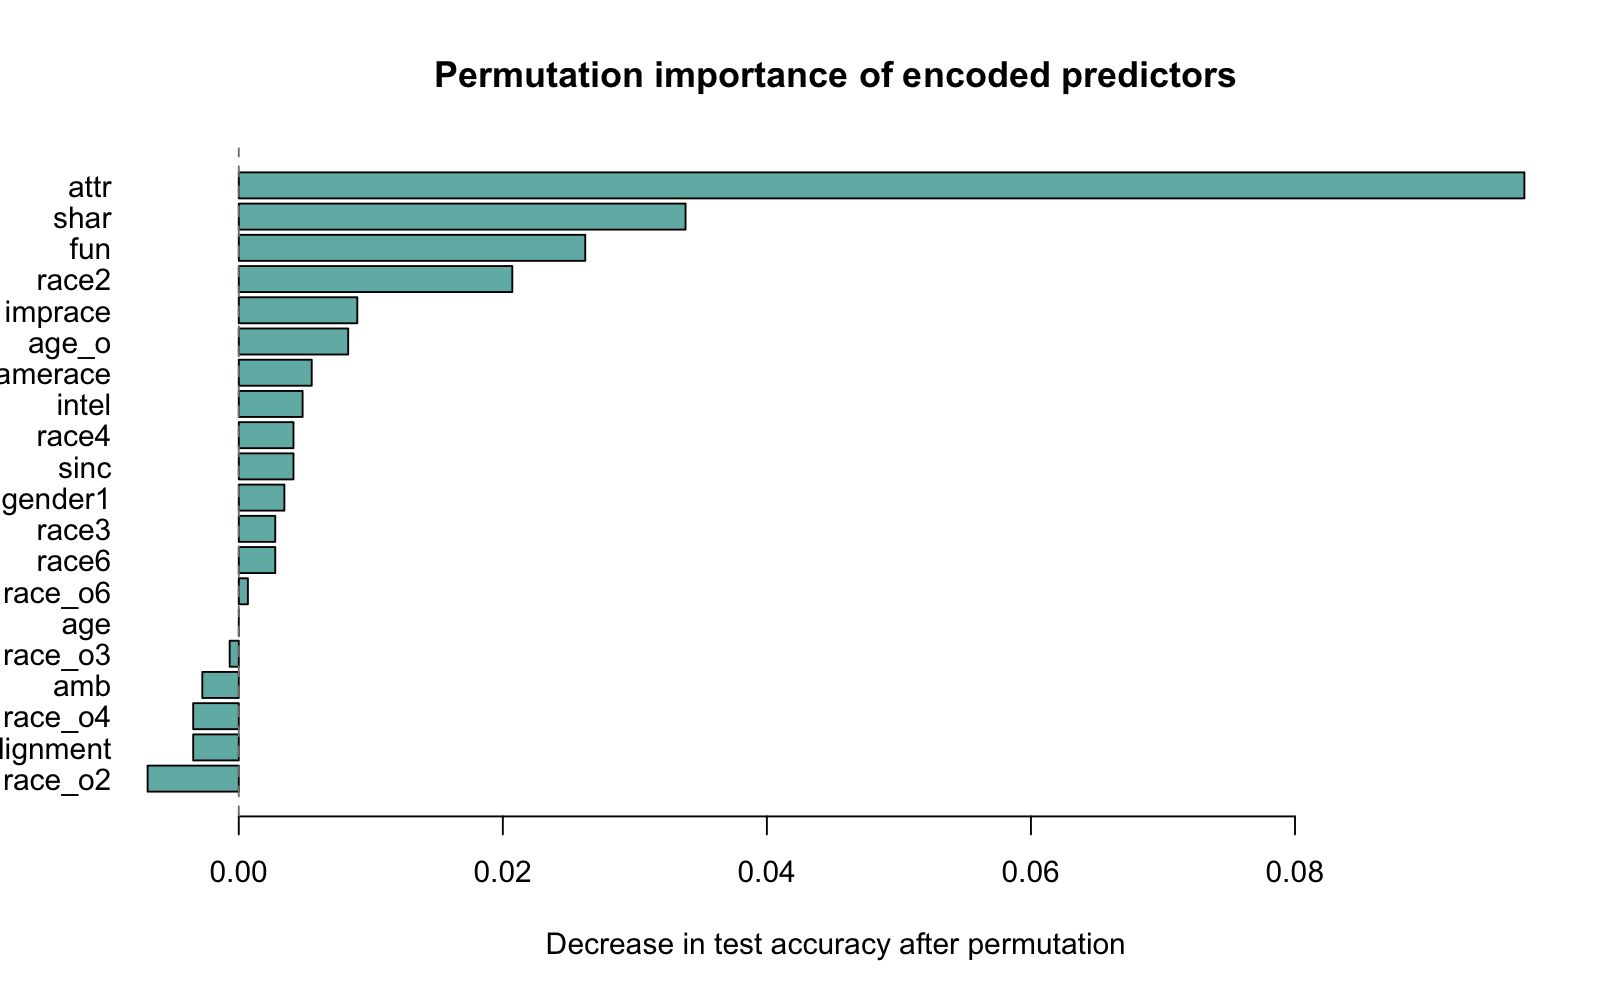 Permutation importance of encoded predictors
attr
shar
fun
race2
imprace
age_o
amerace
intel
race4
sinc
gender1
race3
race6
race_o6
age
race_o3
amb
race_o4
lignment
race_o2
0.00 0.02 0.04 0.06 0.08
Decrease in test accuracy after permutation